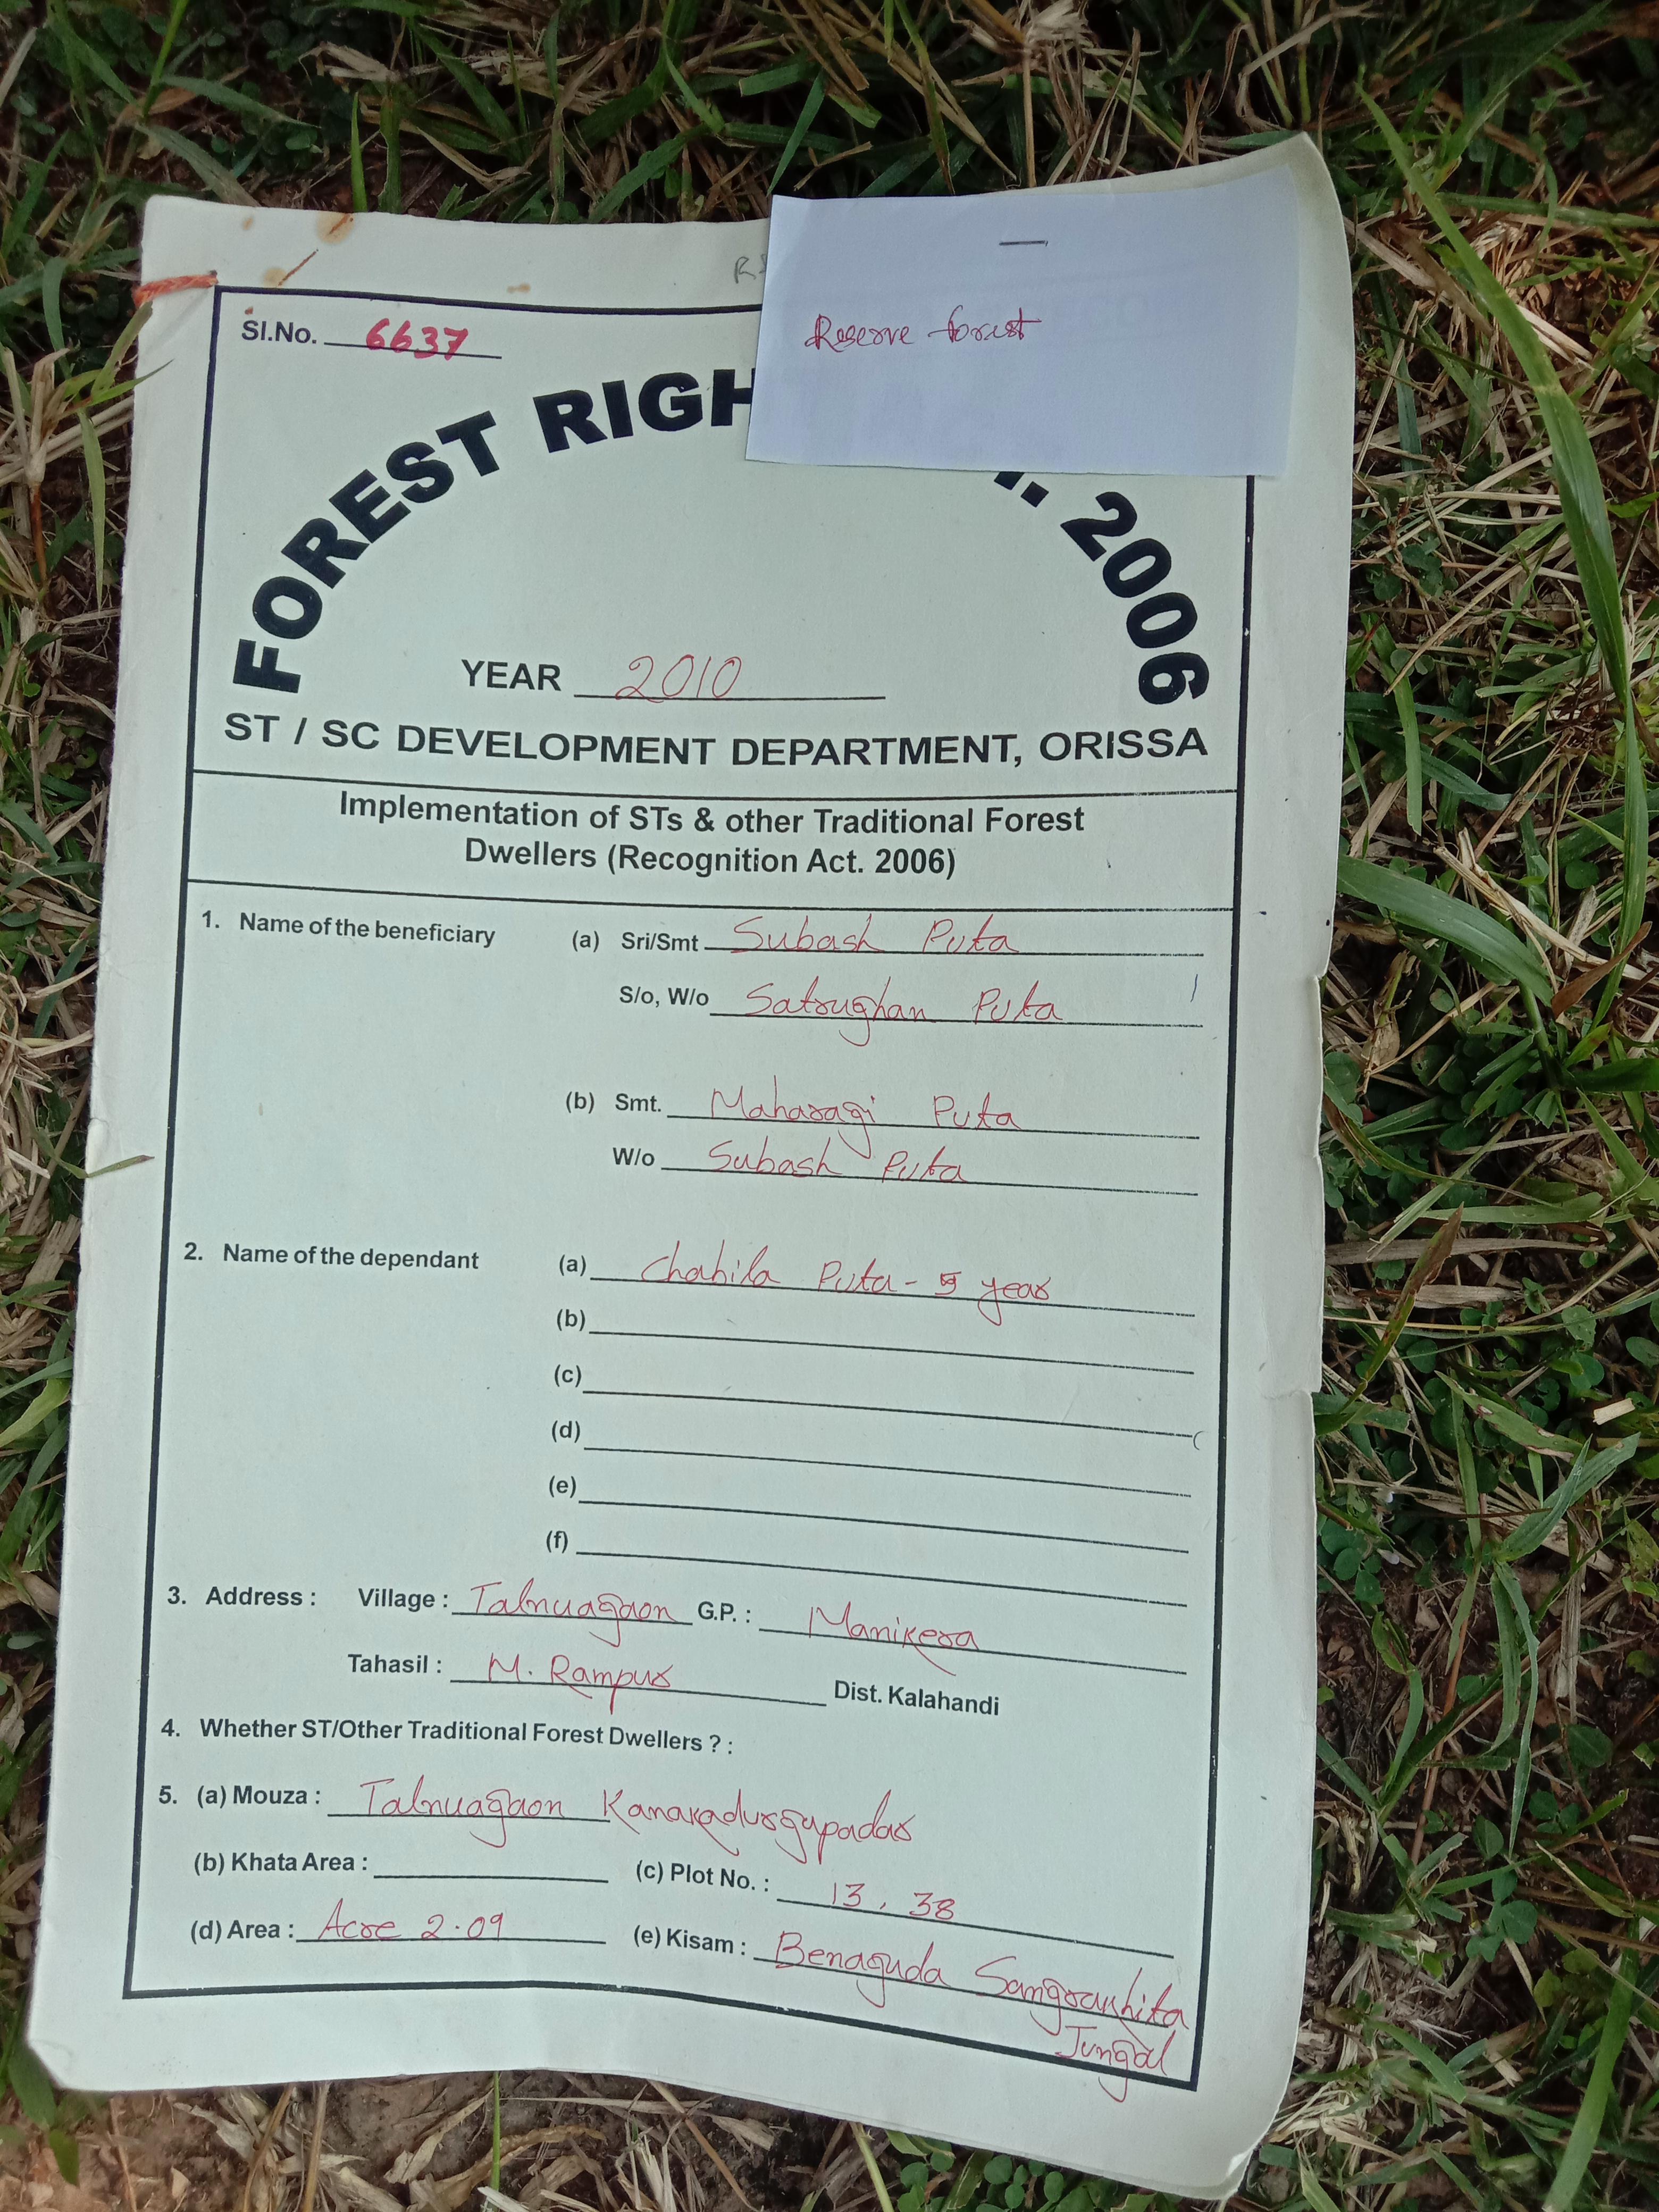 Reserve forest
Sl.No. 6637
FOREST RIGH 2006
YEAR 2010
ST / SC DEVELOPMENT DEPARTMENT, ORISSA
Implementation of STs & other Traditional Forest
Dwellers (Recognition Act. 2006)
1. Name of the beneficiary (a) Sri/Smt Subash Puta
S/o, W/o Satrughan Puta
(b) Smt. Maharagi Puta
W/o Subash Puta
2. Name of the dependant (a) Chabila Puta - 5 year
(b)
(c)
(d)
(e)
(f)
3. Address : Village : Talnuagaon G.P. : Manikera
Tahasil : M. Rampur Dist. Kalahandi
4. Whether ST/Other Traditional Forest Dwellers ? :
5. (a) Mouza : Talnuagaon Kanakadurgapadar
(b) Khata Area : (c) Plot No. : 13, 38
(d) Area : Acre 2.09 (e) Kisam : Benaguda Sangrakhita
Jungal